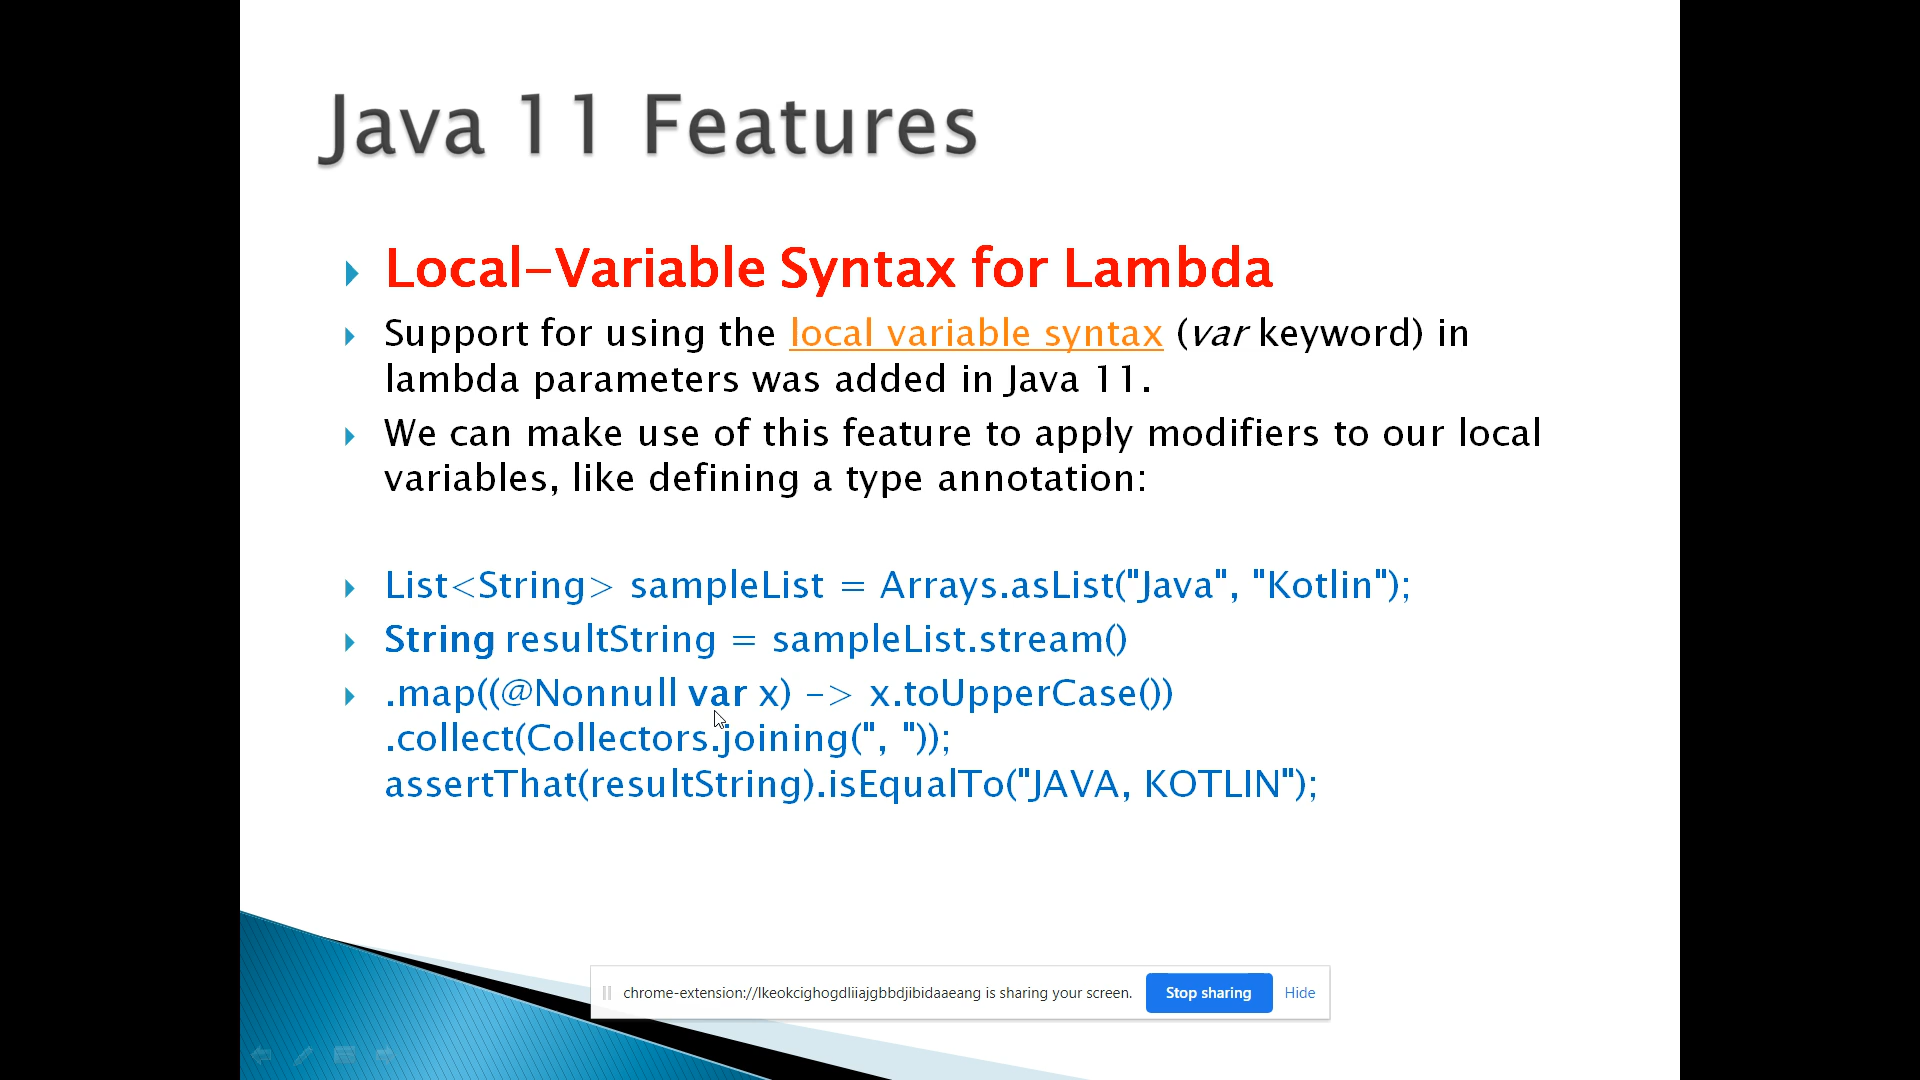 Java 11 Features
Local-Variable Syntax for Lambda
Support for using the local variable syntax (var keyword) in
lambda parameters was added in Java 11.
We can make use of this feature to apply modifiers to our local
variables, like defining a type annotation:
List<String> sampleList = Arrays.asList("Java", "Kotlin");
String resultString = sampleList.stream()
.map((@Nonnull var x) -> x.toUpperCase())
.collect(Collectors.joining(", "));
assertThat(resultString).isEqualTo("JAVA, KOTLIN");
chrome-extension://lkeokcighogdliiajgbbdjibidaaeang is sharing your screen. Stop sharing Hide